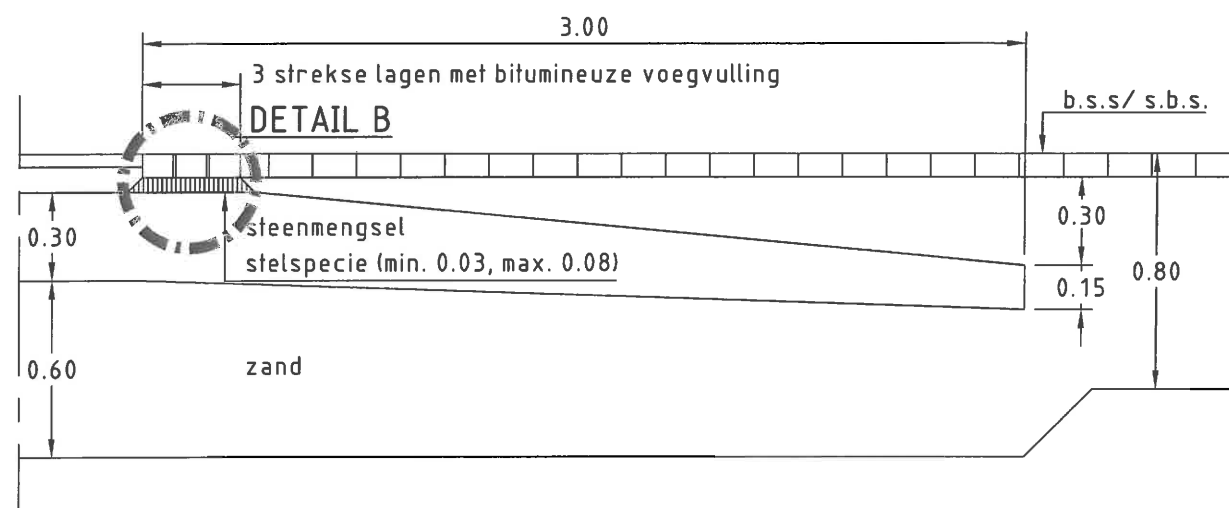 3.00
3 strekse lagen met bitumineuze voegvulling
DETAIL B
b.s.s/ s.b.s.
0.30
steenmengsel
stelspecie (min. 0.03, max. 0.08)
0.30
0.80
0.15
0.60
zand